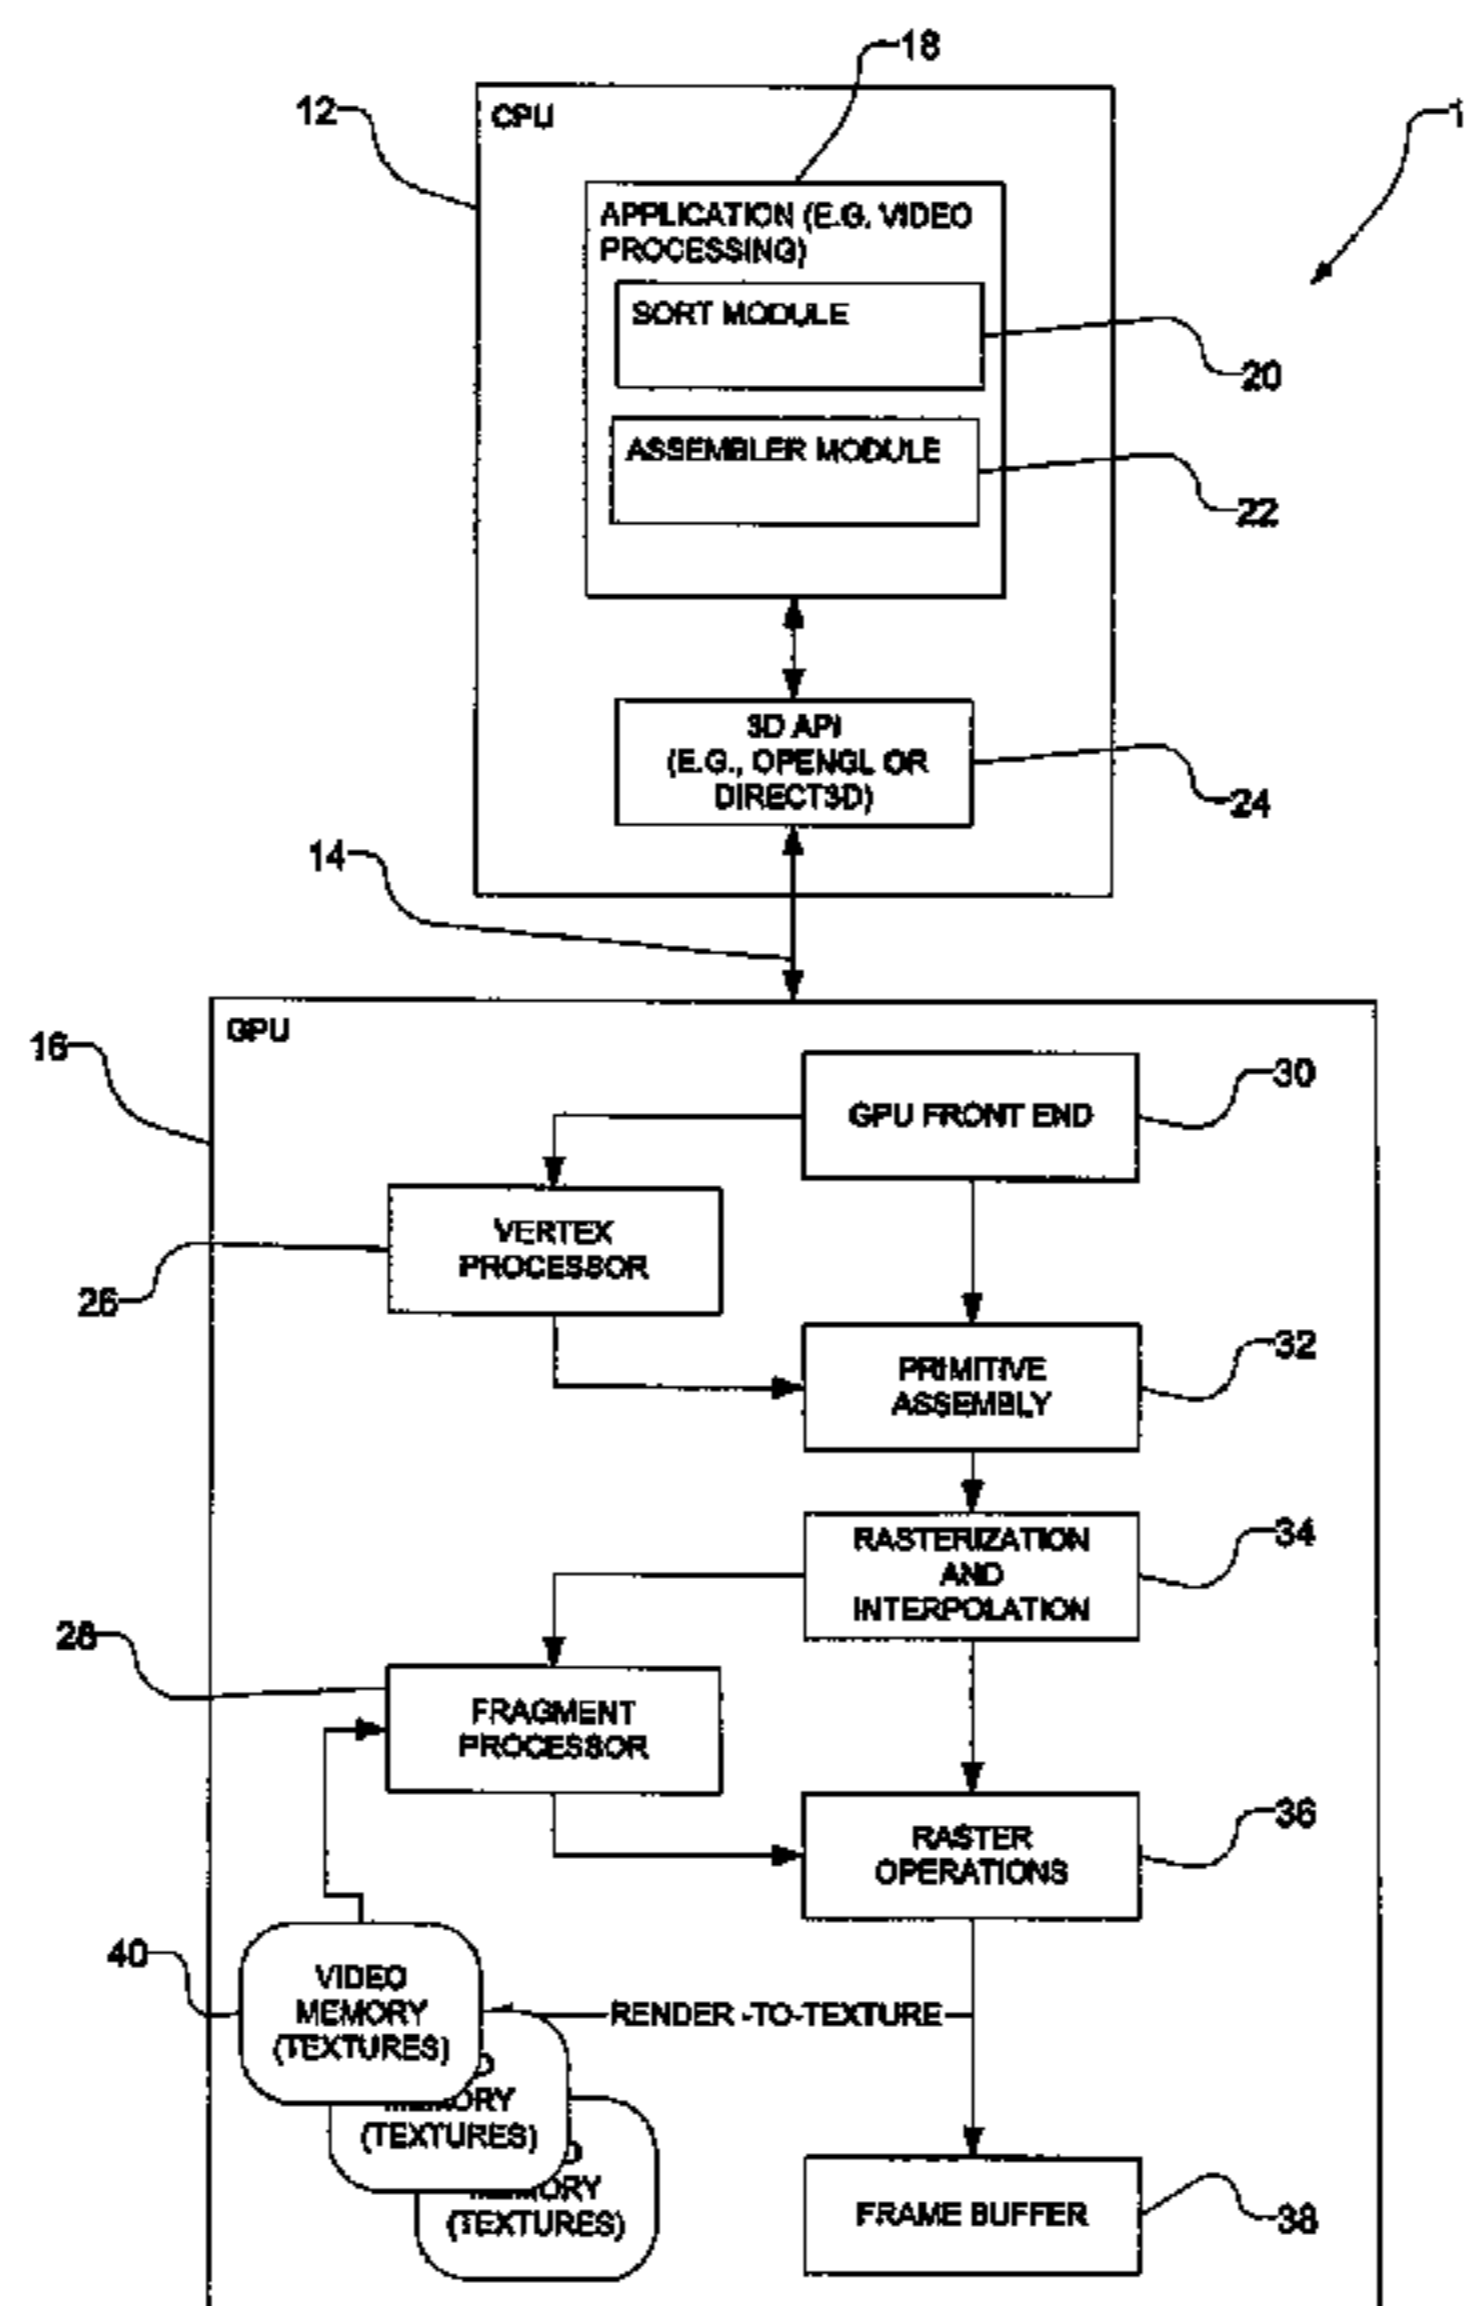 18
12
CPU
1
APPLICATION (E.G. VIDEO
PROCESSING)
SORT MODULE
20
ASSEMBLER MODULE
22
3D API
(E.G., OPENGL OR
DIRECT3D)
24
14
GPU
16
30
GPU FRONT END
VERTEX
PROCESSOR
26
32
PRIMITIVE
ASSEMBLY
34
RASTERIZATION
AND
INTERPOLATION
28
FRAGMENT
PROCESSOR
36
RASTER
OPERATIONS
40
VIDEO
MEMORY
(TEXTURES)
RENDER -TO-TEXTURE
MEMORY
(TEXTURES)
MEMORY
(TEXTURES)
FRAME BUFFER
38